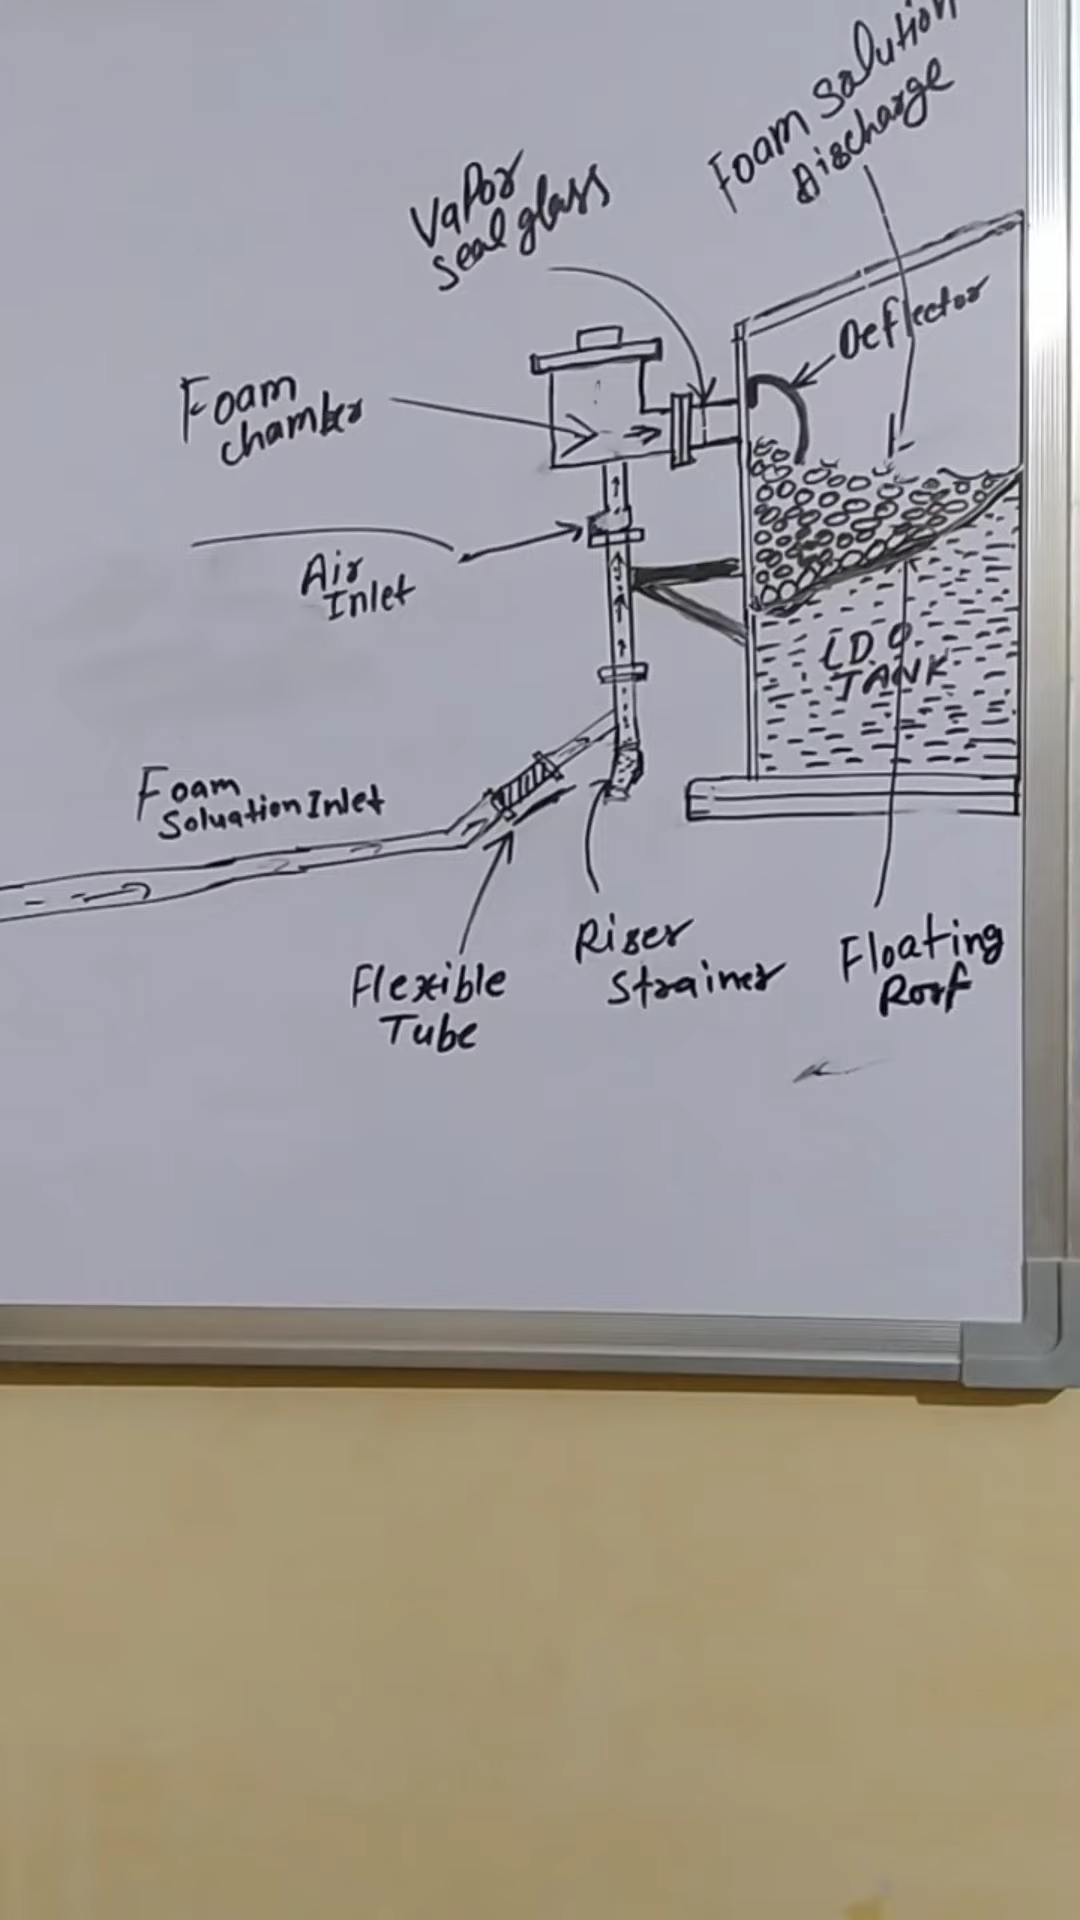 Foam Solution
Discharge
Vapor
Seal glass
Deflector
Foam
chamber
Air
Inlet
LDO
TANK
Foam
Soluation Inlet
Riser
Strainer
Floating
Roof
Flexible
Tube